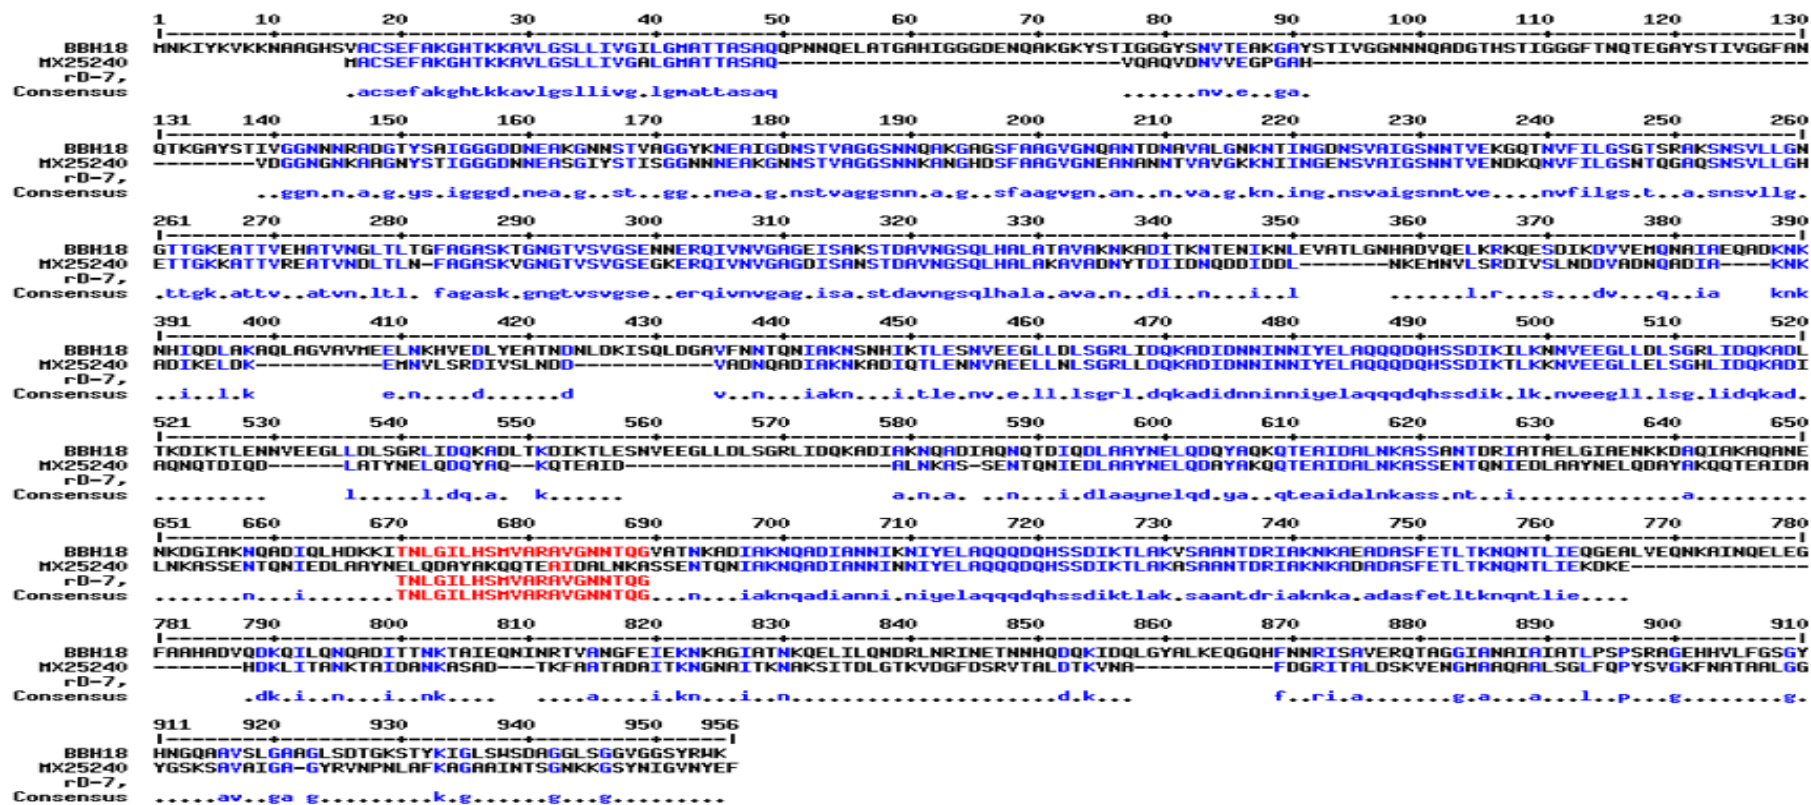 1 10 20 30 40 50 60 70 80 90 100 110 120 130
|--------+---------+---------+---------+---------+---------+---------+---------+---------+---------+---------+---------+---------|
BBH18 MNKIYKVKKNAAGHSVACSEFAKGHTKKAVLGSLLIVGILGMATTASAQQPNNQELATGAHIGGGDENQAKGKYSTIGGGYSNVTEAKGAYSTIVGGNNNQADGTHSTIGGGFTNQTEGAYSTIVGGFAN
MX25240 MACSEFAKGHTKKAVLGSLLIVGALGMATTASAQ---------------------------VQAQVDNVVEGPGAH---------------------------------------
rD-7,
Consensus .acsefakghtkkavlgsllivg.lgmattasaq ......nv.e..ga.
131 140 150 160 170 180 190 200 210 220 230 240 250 260
|--------+---------+---------+---------+---------+---------+---------+---------+---------+---------+---------+---------+---------|
BBH18 QTKGAYSTIVGGNNNRADGTYSAIGGGDDNEAKGNNSTVAGGYKNEAIGDNSTVAGGSNNQAKGAGSFAAGVGNQANTDNAVALGNKNTINGDNSVAIGSNNTVEKGQTNVFILGSGTSRAKSNSVLLGN
MX25240 --------VDGGNGNKAAGNYSTIGGGDNNEASGIYSTISGGNNNEAKGNNSTVAGGSNNKANGHDSFAAGVGNEANANNTVAVGKKNIINGENSVAIGSNNTVENDKQNVFILGSNTQGAQSNSVLLGH
rD-7,
Consensus ..ggn.n.a.g.ys.igggd.nea.g..st..gg..nea.g.nstvaggsnn.a.g..sfaagvgn.an..n.va.g.kn.ing.nsvaigsnntve....nvfilgs.t..a.snsvllg.
261 270 280 290 300 310 320 330 340 350 360 370 380 390
|--------+---------+---------+---------+---------+---------+---------+---------+---------+---------+---------+---------+---------|
BBH18 GTTGKEATTVEHATVNGLTLTGFAGASKTGNGTVSVGSENNERQIVNVGAGEISAKSTDAVNGSQLHALATAVAKNKADITKNTENIKNLEVATLGNHADVQELKRKQESDIKDVVEMQNAIAEQADKNK
MX25240 ETTGKKATTVREATVNDLTLN-FAGASKVGNGTVSVGSEGKERQIVNVGAGDISANSTDAVNGSQLHALAKAVADNYTDIIDNQDDIDDL-------NKEMNVLSRDIVSLNDDVADNQADIA----KNK
rD-7,
Consensus .ttgk.attv..atvn.ltl. fagask.gngtvsvgse..erqivnvgag.isa.stdavngsqlhala.ava.n..di..n...i..l ......l.r...s...dv...q..ia knk
391 400 410 420 430 440 450 460 470 480 490 500 510 520
|--------+---------+---------+---------+---------+---------+---------+---------+---------+---------+---------+---------+---------|
BBH18 NHIQDLAKAQLAGVAVMEELNKHVEDLYEATNDNLDKISQLDGAVFNNTQNIAKNSNHIKTLESNVEEGLLDLSGRLIDQKADIDNNINNIYELAQQQDQHSSDIKILKNNVEEGLLDLSGRLIDQKADL
MX25240 ADIKELDK----------EMNVLSRDIVSLNDD-----------VADNQADIAKNKADIQTLENNVAEELLNLSGRLLDQKADIDNNINNIYELAQQQDQHSSDIKTLKKNVEEGLLELSGHLIDQKADI
rD-7,
Consensus ..i..l.k e.n....d......d v..n...iakn...i.tle.nv.e.ll.lsgrl.dqkadidnninniyelaqqqdqhssdik.lk.nveegll.lsg.lidqkad.
521 530 540 550 560 570 580 590 600 610 620 630 640 650
|--------+---------+---------+---------+---------+---------+---------+---------+---------+---------+---------+---------+---------|
BBH18 TKDIKTLENNVEEGLLDLSGRLIDQKADLTKDIKTLESNVEEGLLDLSGRLIDQKADIAKNQADIAQNQTDIQDLAAYNELQDQYAQKQTEAIDALNKASSANTDRIATAELGIAENKKDAQIAKAQANE
MX25240 AQNQTDIQD------LATYNELQDQYAQ--KQTEAID---------------------ALNKAS-SENTQNIEDLAAYNELQDAYAKQQTEAIDALNKASSENTQNIEDLAAYNELQDAYAKQQTEAIDA
rD-7,
Consensus ......... l.....l.dq.a. k...... a.n.a. ..n...i.dlaaynelqd.ya..qteaidalnkass.nt..i.............a.........
651 660 670 680 690 700 710 720 730 740 750 760 770 780
|--------+---------+---------+---------+---------+---------+---------+---------+---------+---------+---------+---------+---------|
BBH18 NKDGIAKNQADIQLHDKKITNLGILHSMVARAVGNNTQGVATNKADIAKNQADIANNIKNIYELAQQQDQHSSDIKTLAKVSAANTDRIAKNKAEADASFETLTKNQNTLIEQGEALVEQNKAINQELEG
MX25240 LNKASSENTQNIEDLAAYNELQDAYAKQQTEAIDALNKASSENTQNIAKNQADIANNINNIYELAQQQDQHSSDIKTLAKASAANTDRIAKNKADADASFETLTKNQNTLIEKDKE--------------
rD-7, TNLGILHSMVARAVGNNTQG
Consensus .......n...i.......TNLGILHSMVARAVGNNTQG...n...iaknqadianni.niyelaqqqdqhssdiktlak.saantdriaknka.adasfetltknqntlie....
781 790 800 810 820 830 840 850 860 870 880 890 900 910
|--------+---------+---------+---------+---------+---------+---------+---------+---------+---------+---------+---------+---------|
BBH18 FAAHADVQDKQILQNQADITTNKTAIEQNINRTVANGFEIEKNKAGIATNKQELILQNDRLNRINETNNHQDQKIDQLGYALKEQGQHFNNRISAVERQTAGGIANAIAIATLPSPSRAGEHHVLFGSGY
MX25240 -------HDKLITANKTAIDANKASAD---TKFAATADAITKNGNAITKNAKSITDLGTKVDGFDSRVTALDTKVNA-----------FDGRITALDSKVENGMAAQAALSGLFQPYSVGKFNATAALGG
rD-7,
Consensus .dk.i..n...i..nk... ....a....i.kn...i..n.....................d.k... f..ri.a.......g.a...a...l..p...g........g.
911 920 930 940 950 956
|--------+---------+---------+---------+-----|
BBH18 HNGQAAVSLGAAGLSDTGKSTYKIGLSWSDAGGLSGGVGGSYRWK
MX25240 YGSKSAVAIGA-GYRVNPNLAFKAGAAINTSGNKKGSYNIGVNYEF
rD-7,
Consensus .....av..ga g.........k.g......g...g.........